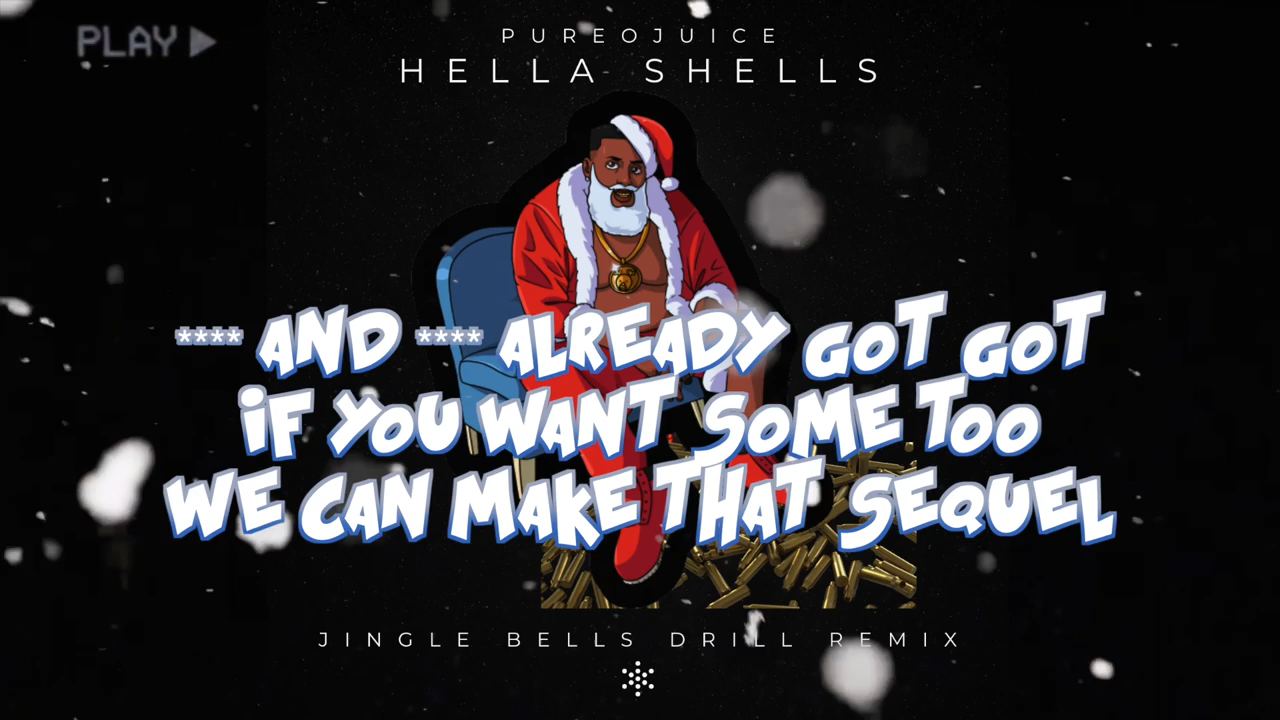 PLAY
PUREOJUICE
HELLA SHELLS
**** AND **** ALREADY GOT GOT
IF YOU WANT SOME TOO
WE CAN MAKE THAT SEQUEL
JINGLE BELLS DRILL REMIX